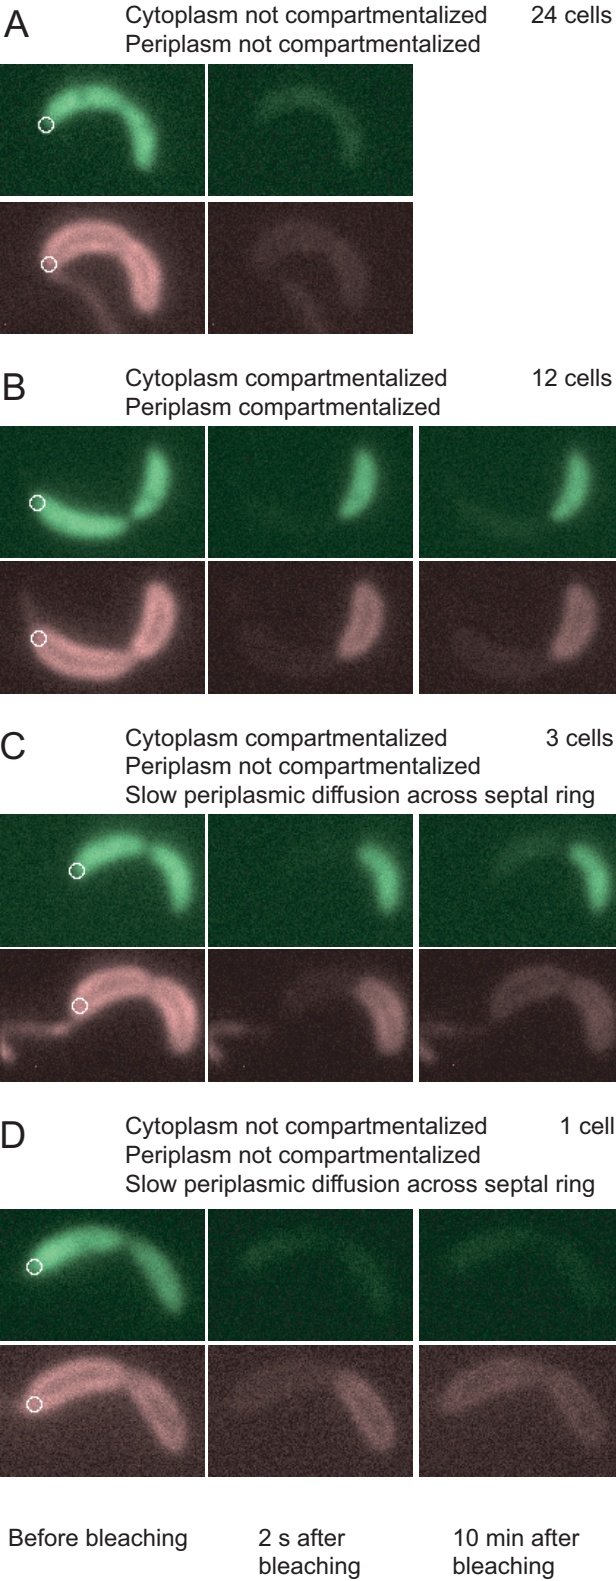 A
Cytoplasm not compartmentalized 24 cells
Periplasm not compartmentalized
B
Cytoplasm compartmentalized 12 cells
Periplasm compartmentalized
C
Cytoplasm compartmentalized 3 cells
Periplasm not compartmentalized
Slow periplasmic diffusion across septal ring
D
Cytoplasm not compartmentalized 1 cell
Periplasm not compartmentalized
Slow periplasmic diffusion across septal ring
Before bleaching 2 s after 10 min after
bleaching bleaching